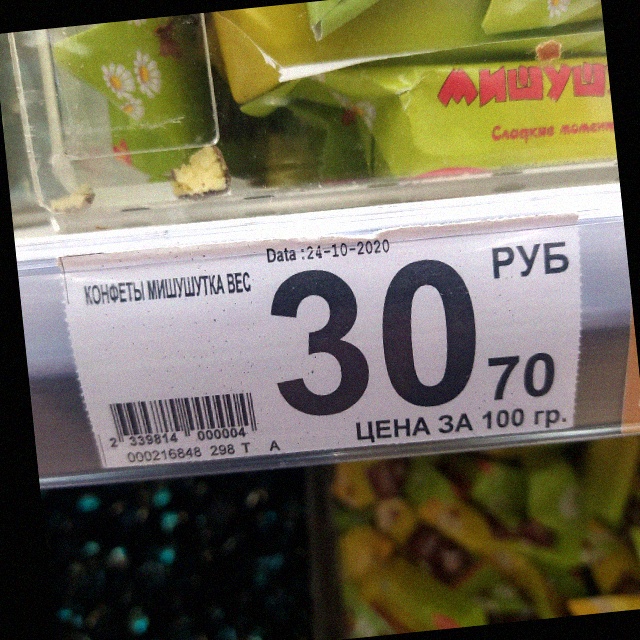 МИШУШ
Сладкие момен
Data :24-10-2020
КОНФЕТЫ МИШУШУТКА ВЕС
30 70 РУБ
ЦЕНА ЗА 100 гр.
2 339814 000004
000216848 298 Т А